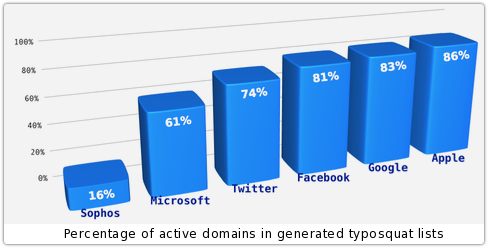 100%
80%
60%
40%
20%
0%
16%
61%
74%
81%
83%
86%
Sophos
Microsoft
Twitter
Facebook
Google
Apple
Percentage of active domains in generated typosquat lists